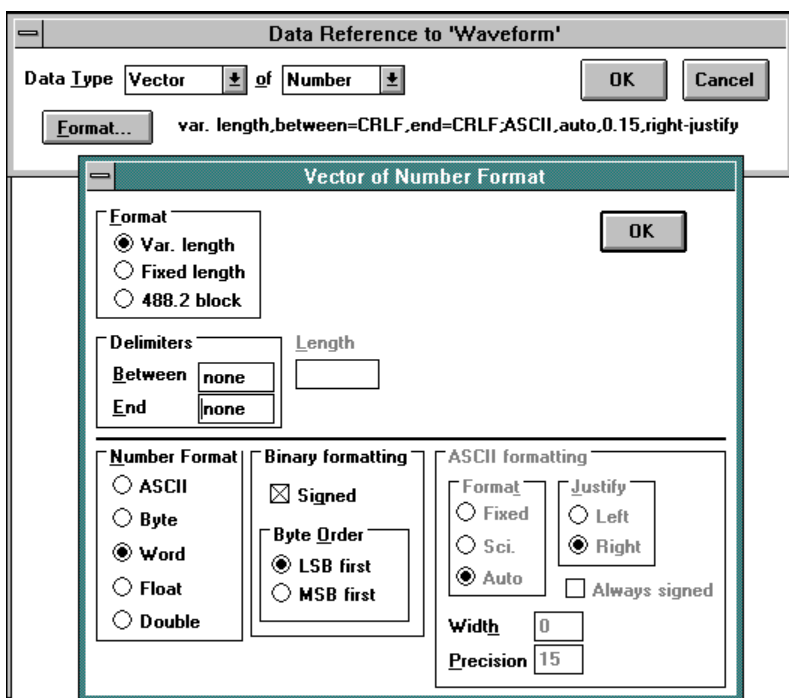 Data Reference to 'Waveform'
Data Type Vector of Number OK Cancel
Format... var. length,between=CRLF,end=CRLF;ASCII,auto,0.15,right-justify
Vector of Number Format
Format OK
Var. length
Fixed length
488.2 block
Delimiters Length
Between none
End none
Number Format Binary formatting ASCII formatting
ASCII Signed Format Justify
Byte Byte Order Fixed Left
Word LSB first Sci. Right
Float MSB first Auto Always signed
Double
Width 0
Precision 15